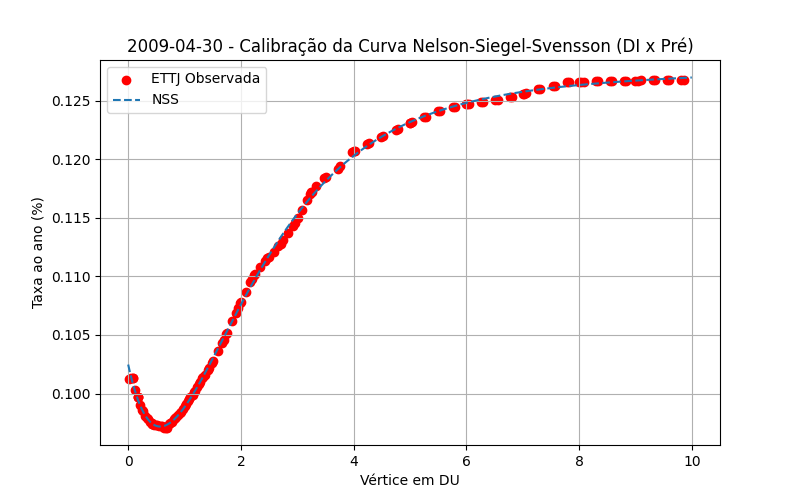 2009-04-30 - Calibração da Curva Nelson-Siegel-Svensson (DI x Pré)
ETTJ Observada
NSS
Taxa ao ano (%)
0.125
0.120
0.115
0.110
0.105
0.100
0 2 4 6 8 10
Vértice em DU